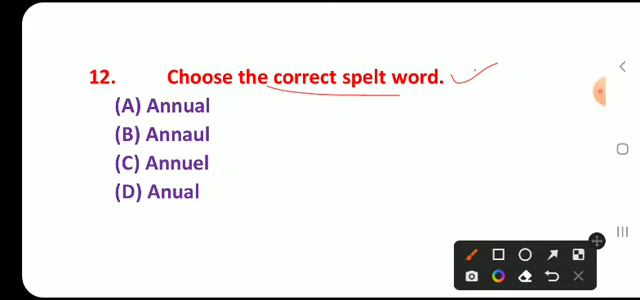 12. Choose the correct spelt word.
(A) Annual
(B) Annaul
(C) Annuel
(D) Anual